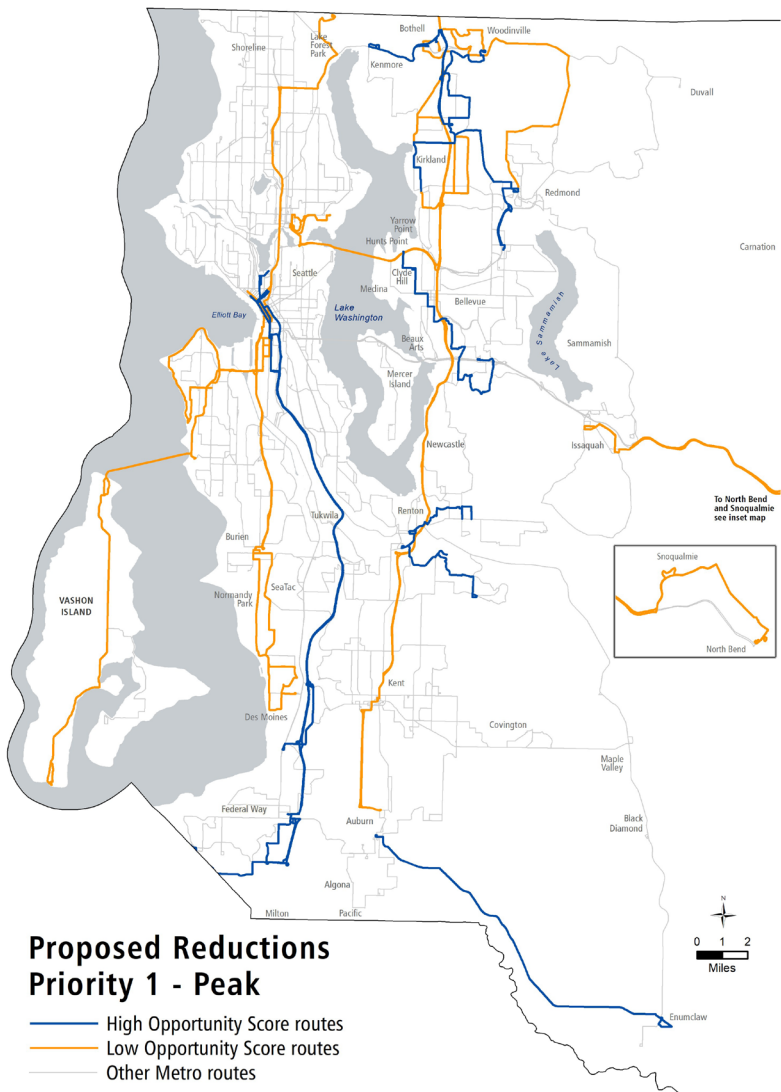 Bothell
Woodinville
Lake
Forest
Park
Shoreline
Kenmore
Duvall
Kirkland
Redmond
Yarrow
Point
Hunts Point
Carnation
Seattle
Clyde
Hill
Medina
Bellevue
Elliott Bay
Lake
Washington
Lake Sammamish
Beaux
Arts
Sammamish
Mercer
Island
Newcastle
Issaquah
To North Bend
and Snoqualmie
see inset map
Tukwila
Renton
Burien
Snoqualmie
SeaTac
Normandy
Park
VASHON
ISLAND
North Bend
Kent
Des Moines
Covington
Maple
Valley
Federal Way
Auburn
Black
Diamond
Algona
Milton
Pacific
N
0 1 2
Miles
Enumclaw
Proposed Reductions
Priority 1 - Peak
High Opportunity Score routes
Low Opportunity Score routes
Other Metro routes